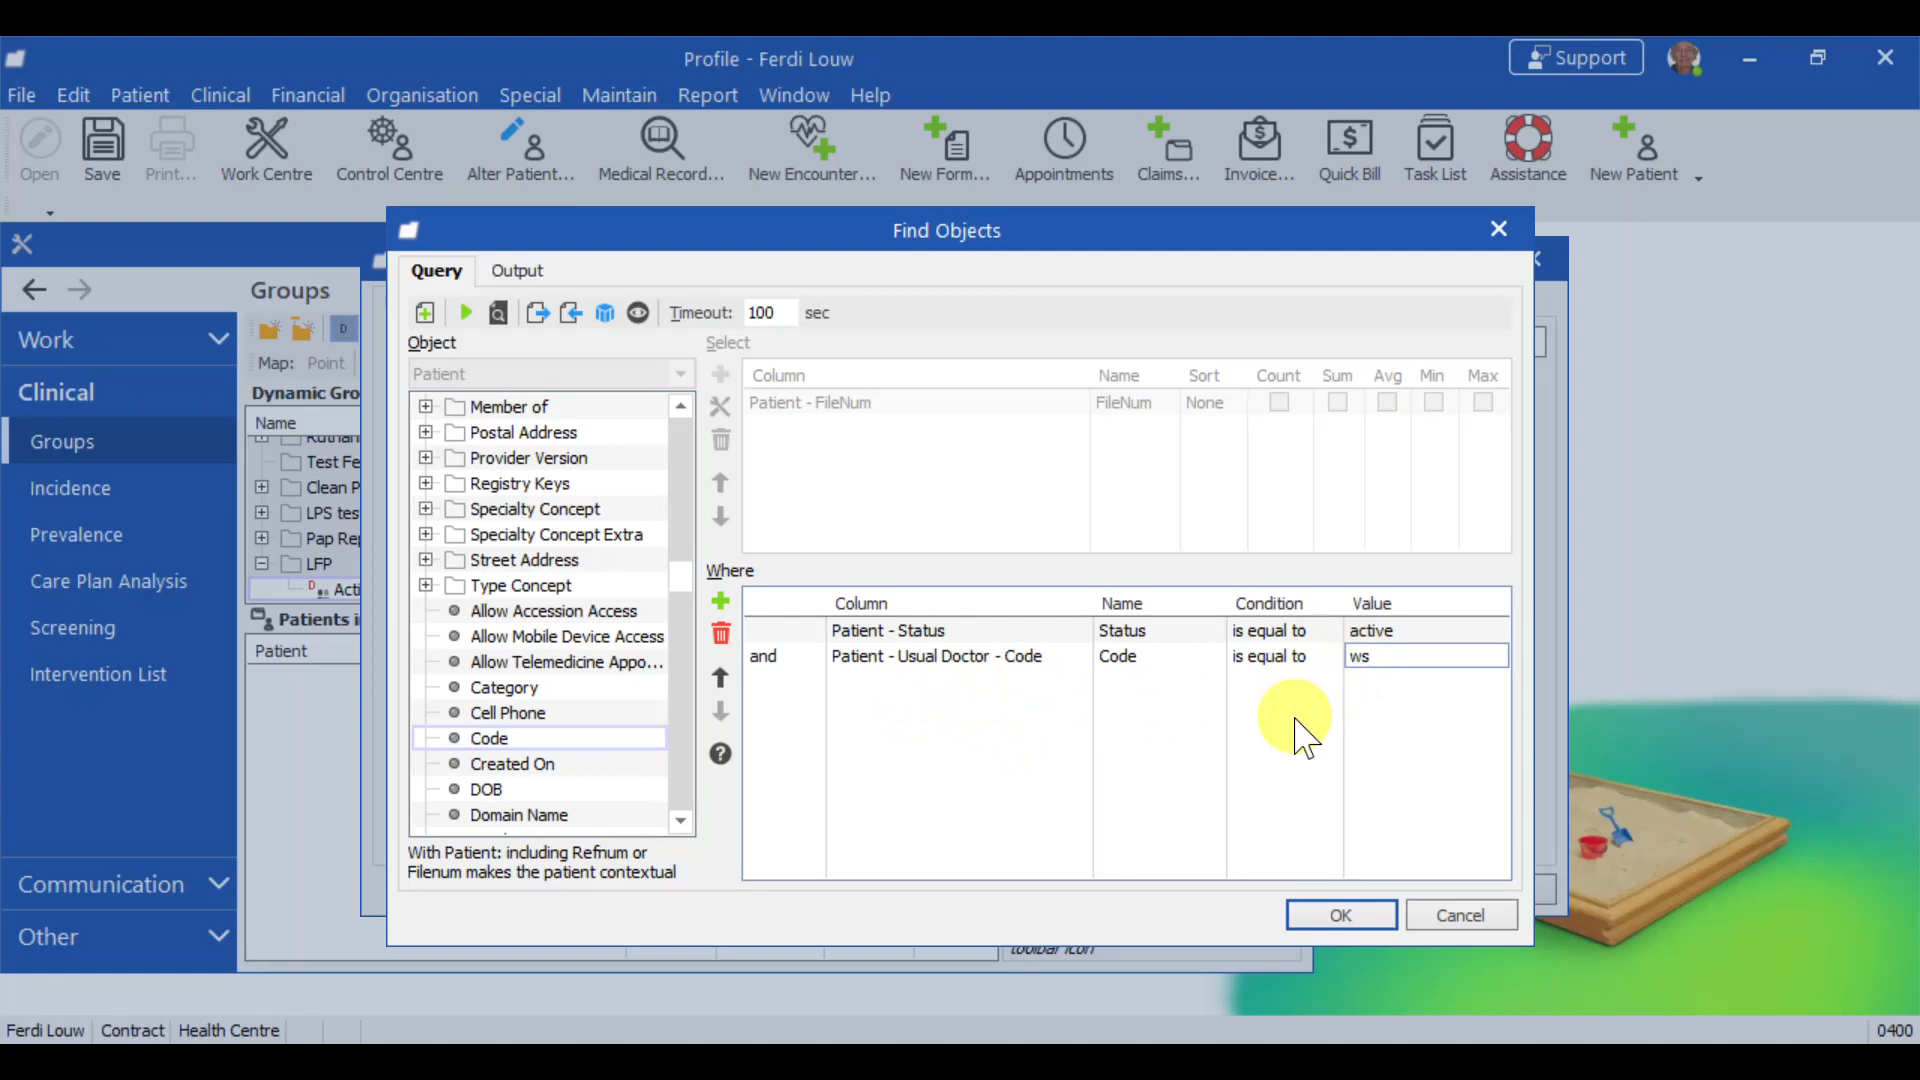 Profile - Ferdi Louw
Support
File Edit Patient Clinical Financial Organisation Special Maintain Report Window Help
Open Save Print... Work Centre Control Centre Alter Patient... Medical Record... New Encounter... New Form... Appointments Claims... Invoice... Quick Bill Task List Assistance New Patient
Find Objects
Query Output
Timeout: 100 sec
Object
Patient
Member of
Postal Address
Provider Version
Registry Keys
Specialty Concept
Specialty Concept Extra
Street Address
Type Concept
Allow Accession Access
Allow Mobile Device Access
Allow Telemedicine Appo...
Category
Cell Phone
Code
Created On
DOB
Domain Name
With Patient: including Refnum or
Filenum makes the patient contextual
Select
Column Name Sort Count Sum Avg Min Max
Patient - FileNum FileNum None
Where
Column Name Condition Value
Patient - Status Status is equal to active
and Patient - Usual Doctor - Code Code is equal to ws
OK Cancel
Groups
D
Map: Point
Dynamic Gro
Name
Test Fe
Clean P
LPS tes
Pap Rep
LFP
D Acti
Patients i
Patient
Work
Clinical
Groups
Incidence
Prevalence
Care Plan Analysis
Screening
Intervention List
Communication
Other
toolbar icon
Ferdi Louw Contract Health Centre
0400